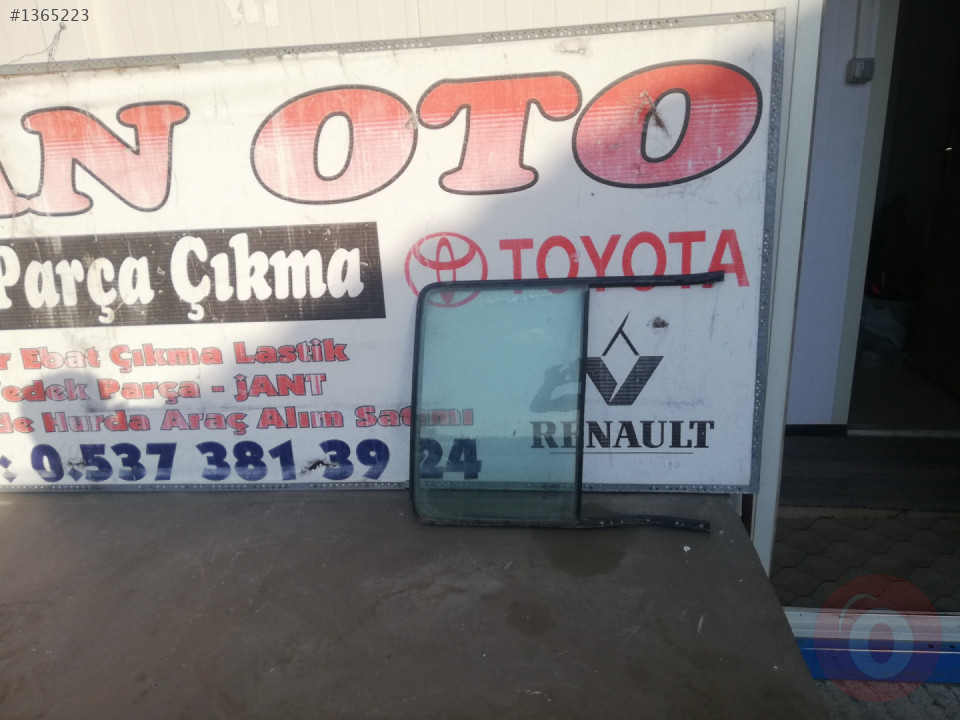 #1365223
AN OTO
Parça Çıkma
TOYOTA
Ebat Çıkma Lastik
edek Parça - jANT
de Hurda Araç Alım Satımı
: 0.537 381 39 24
RENAULT